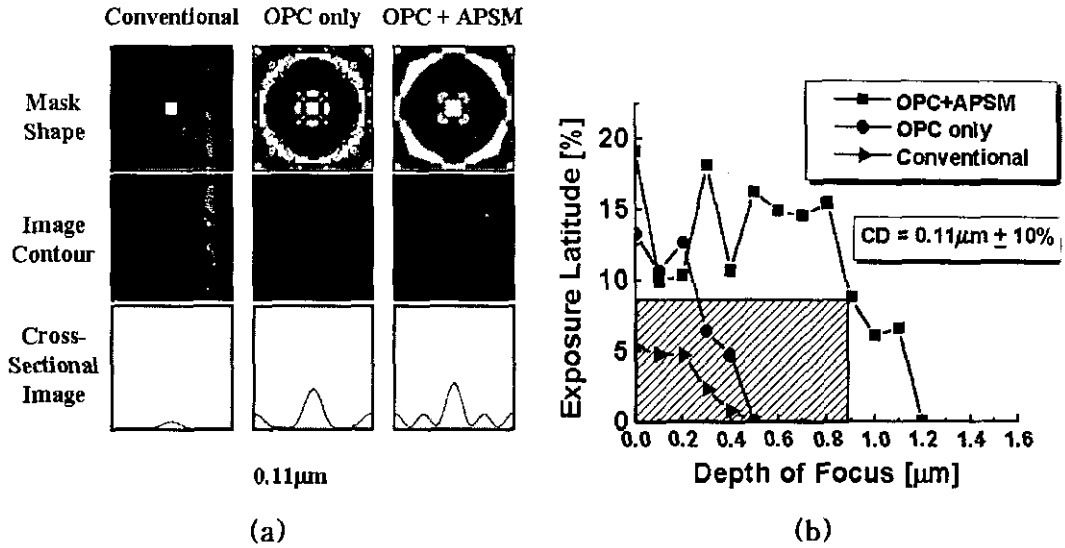 (a)
Conventional OPC only OPC + APSM
Mask
Shape
Image
Contour
Cross-
Sectional
Image
0.11μm
(b)
Exposure Latitude [%]
20
15
10
5
0
OPC+APSM
OPC only
Conventional
CD = 0.11μm ± 10%
0.0 0.2 0.4 0.6 0.8 1.0 1.2 1.4 1.6
Depth of Focus [μm]